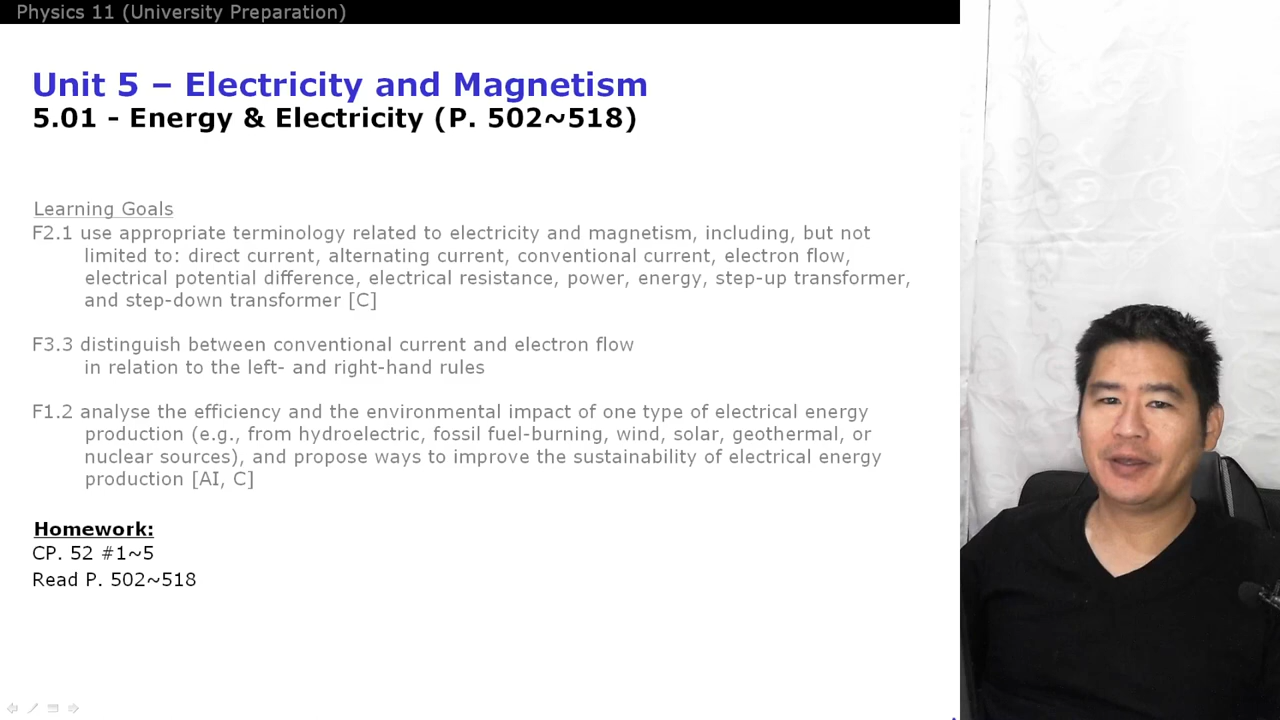 Physics 11 (University Preparation)
Unit 5 – Electricity and Magnetism
5.01 - Energy & Electricity (P. 502~518)
Learning Goals
F2.1 use appropriate terminology related to electricity and magnetism, including, but not
limited to: direct current, alternating current, conventional current, electron flow,
electrical potential difference, electrical resistance, power, energy, step-up transformer,
and step-down transformer [C]
F3.3 distinguish between conventional current and electron flow
in relation to the left- and right-hand rules
F1.2 analyse the efficiency and the environmental impact of one type of electrical energy
production (e.g., from hydroelectric, fossil fuel-burning, wind, solar, geothermal, or
nuclear sources), and propose ways to improve the sustainability of electrical energy
production [AI, C]
Homework:
CP. 52 #1~5
Read P. 502~518